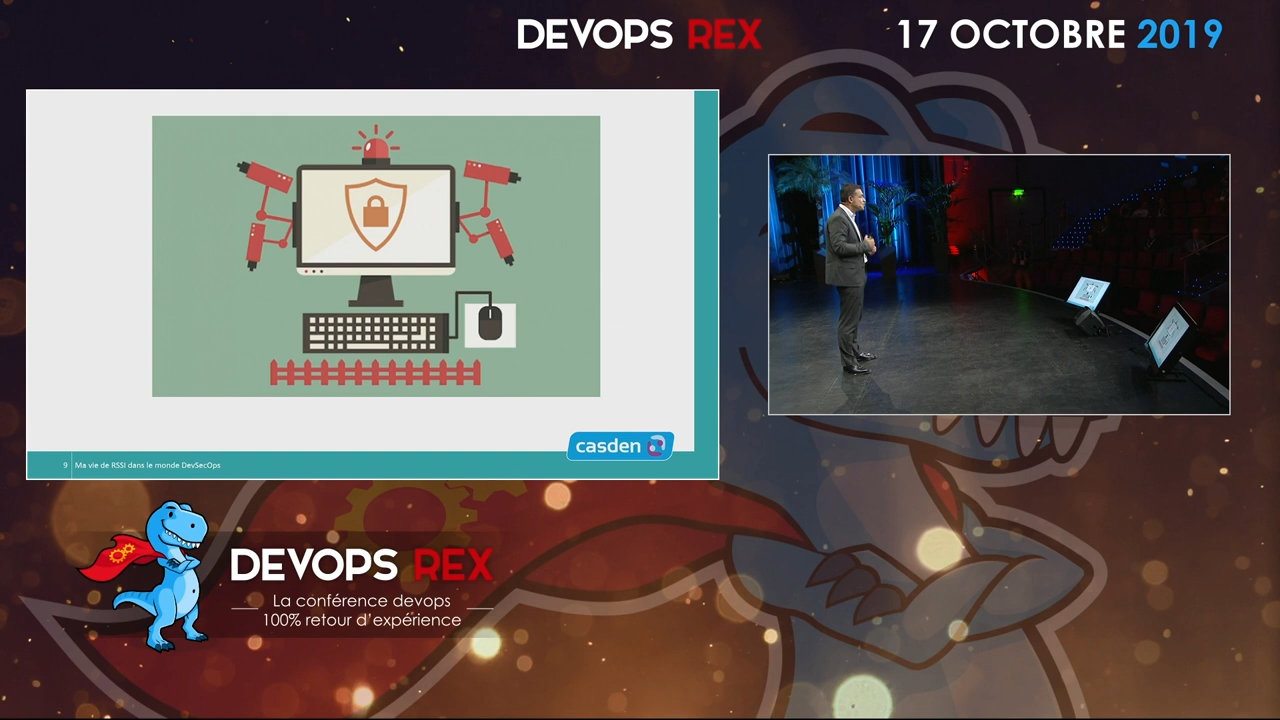 DEVOPS REX
17 OCTOBRE 2019
casden
9 Ma vie de RSSI dans le monde DevSecOps
DEVOPS REX
La conférence devops
100% retour d'expérience